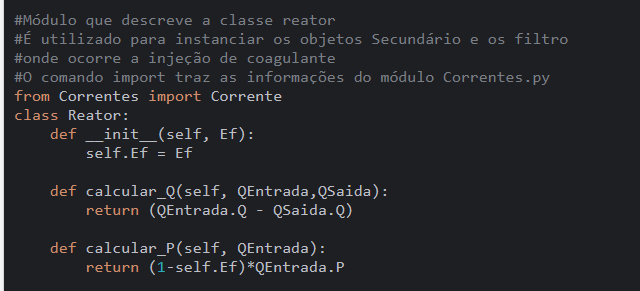 #Módulo que descreve a classe reator
#É utilizado para instanciar os objetos Secundário e os filtro
#onde ocorre a injeção de coagulante
#O comando import traz as informações do módulo Correntes.py
from Correntes import Corrente
class Reator:
    def __init__(self, Ef):
        self.Ef = Ef

    def calcular_Q(self, QEntrada,QSaida):
        return (QEntrada.Q - QSaida.Q)

    def calcular_P(self, QEntrada):
        return (1-self.Ef)*QEntrada.P